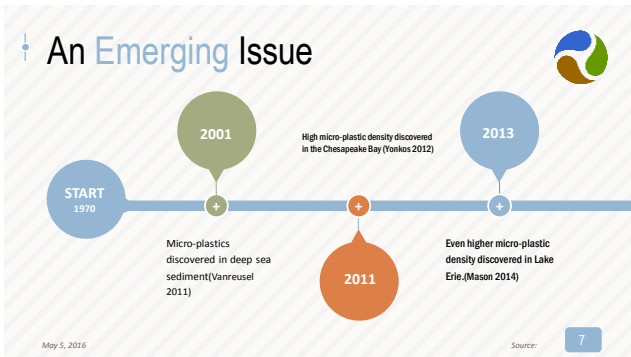 An Emerging Issue
START
1970
2001
Micro-plastics
discovered in deep sea
sediment(Vanreusel
2011)
High micro-plastic density discovered
in the Chesapeake Bay (Yonkos 2012)
2011
2013
Even higher micro-plastic
density discovered in Lake
Erie.(Mason 2014)
May 5, 2016
Source:
7